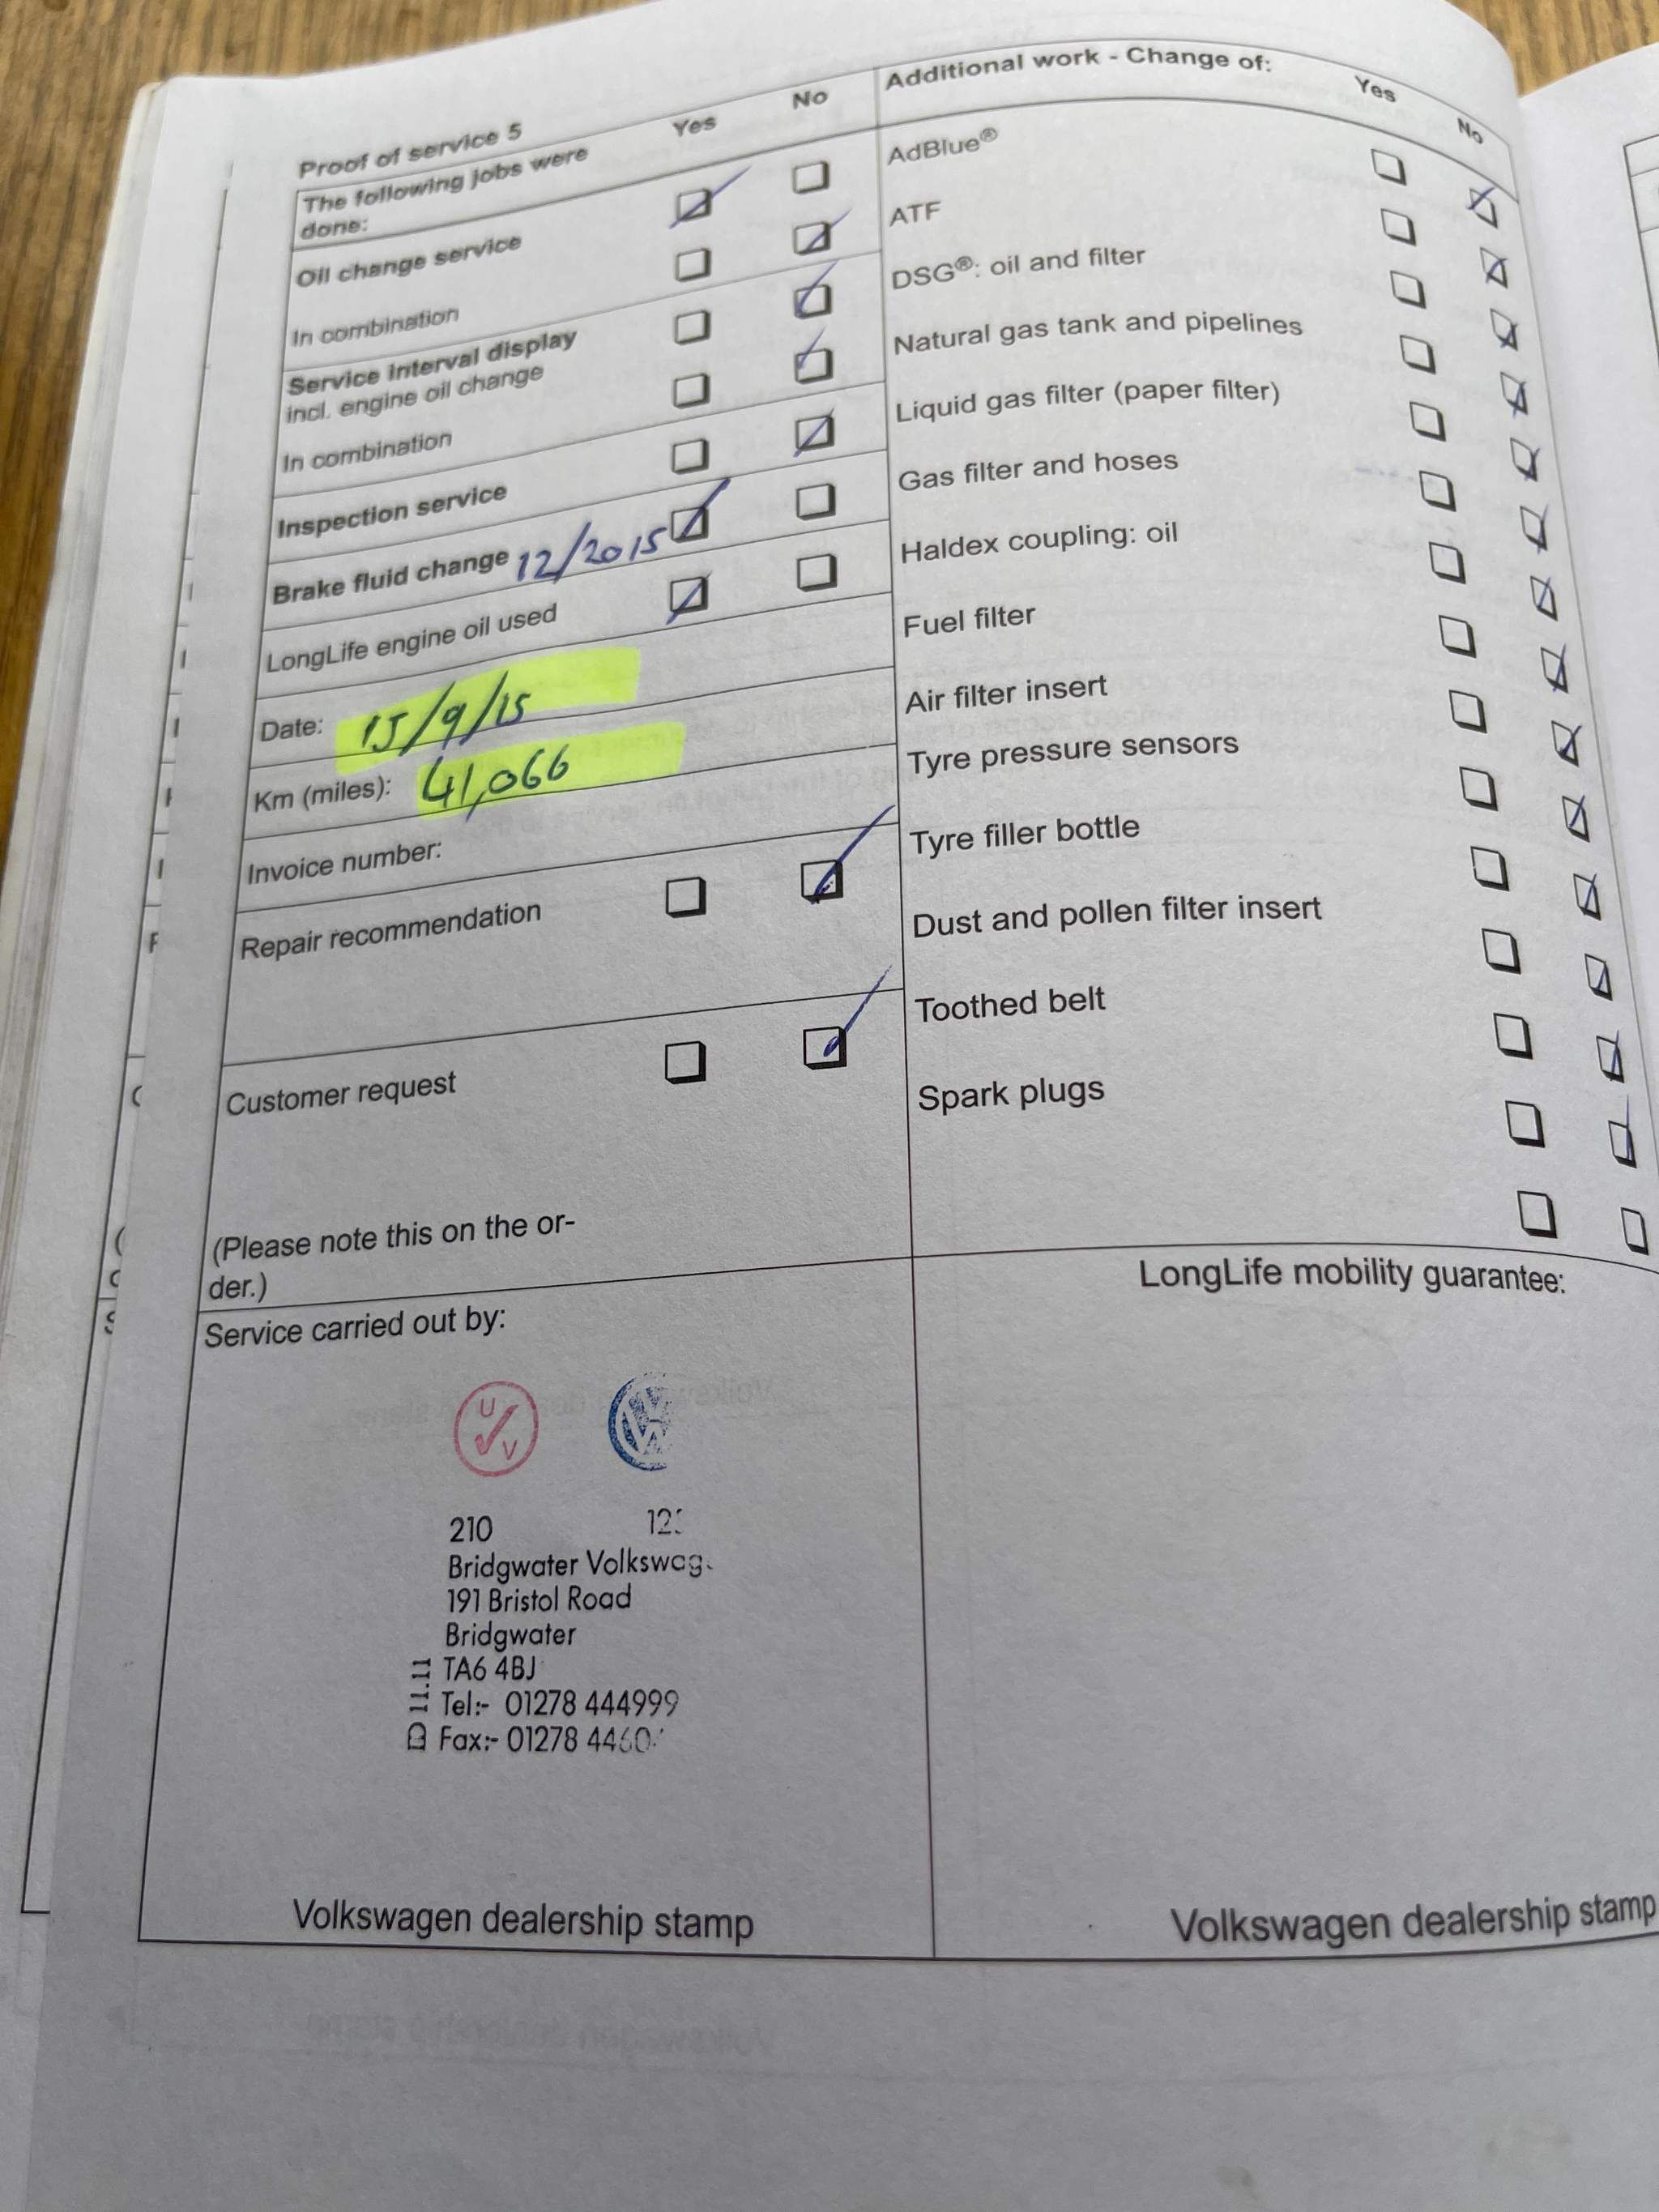 Proof of service 5
The following jobs were
done:
Yes
No
Oil change service
In combination
Service interval display
incl. engine oil change
In combination
Inspection service
Brake fluid change 12/2015
LongLife engine oil used
Date: 15/9/15
Km (miles): 41,066
Invoice number:
Repair recommendation
Customer request
(Please note this on the or-
der.)
Service carried out by:
U
V
210
Bridgwater
191 Bristol Road
Bridgwater
TA6 4BJ
Tel:- 01278 444999
Fax:- 01278
11.11
Volkswagen dealership stamp
Additional work - Change of:
Yes
No
AdBlue®
ATF
DSG®: oil and filter
Natural gas tank and pipelines
Liquid gas filter (paper filter)
Gas filter and hoses
Haldex coupling: oil
Fuel filter
Air filter insert
Tyre pressure sensors
Tyre filler bottle
Dust and pollen filter insert
Toothed belt
Spark plugs
LongLife mobility guarantee:
Volkswagen dealership stamp